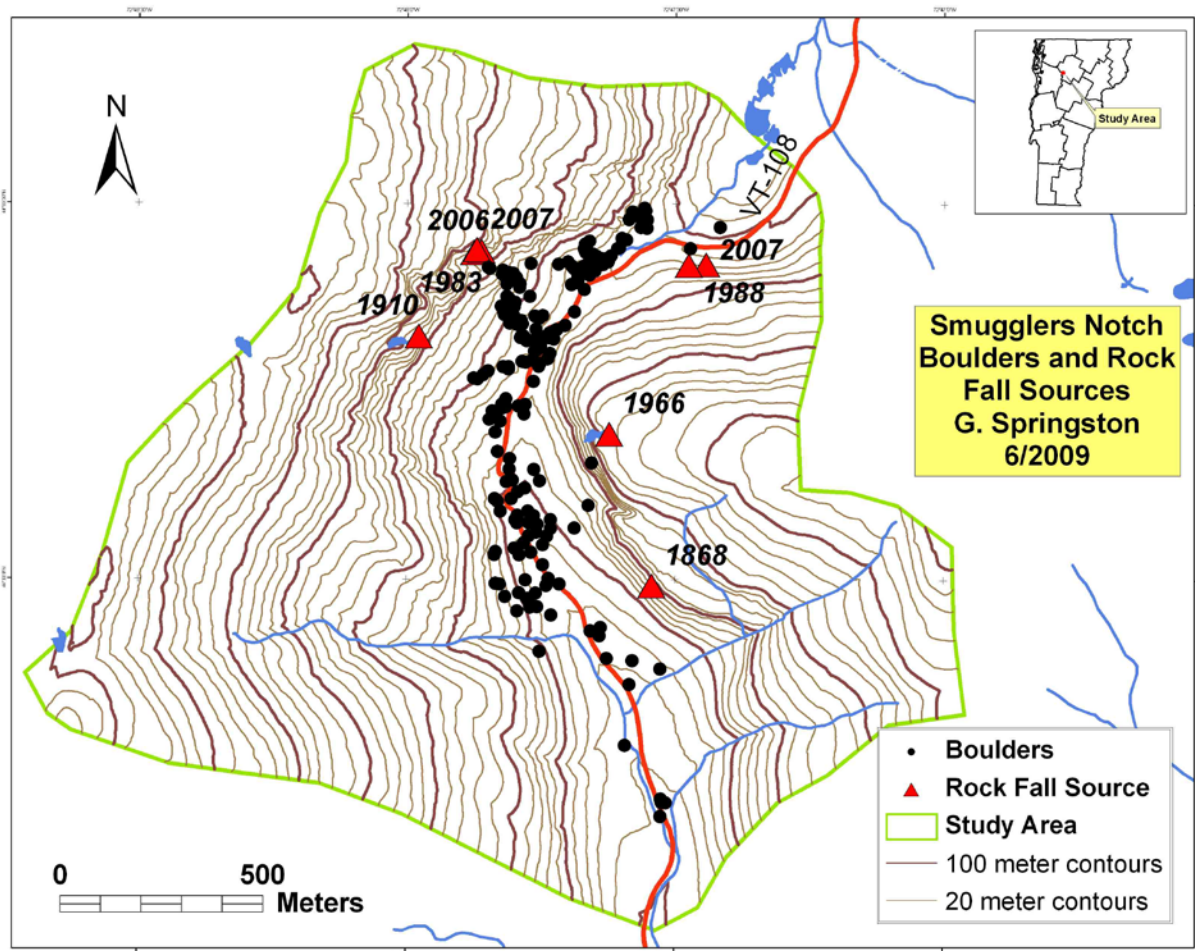 N
Study Area
VT-108
2006 2007
1983
1910
2007
1988
1966
1868
Smugglers Notch
Boulders and Rock
Fall Sources
G. Springston
6/2009
Boulders
Rock Fall Source
Study Area
100 meter contours
20 meter contours
0 500
Meters